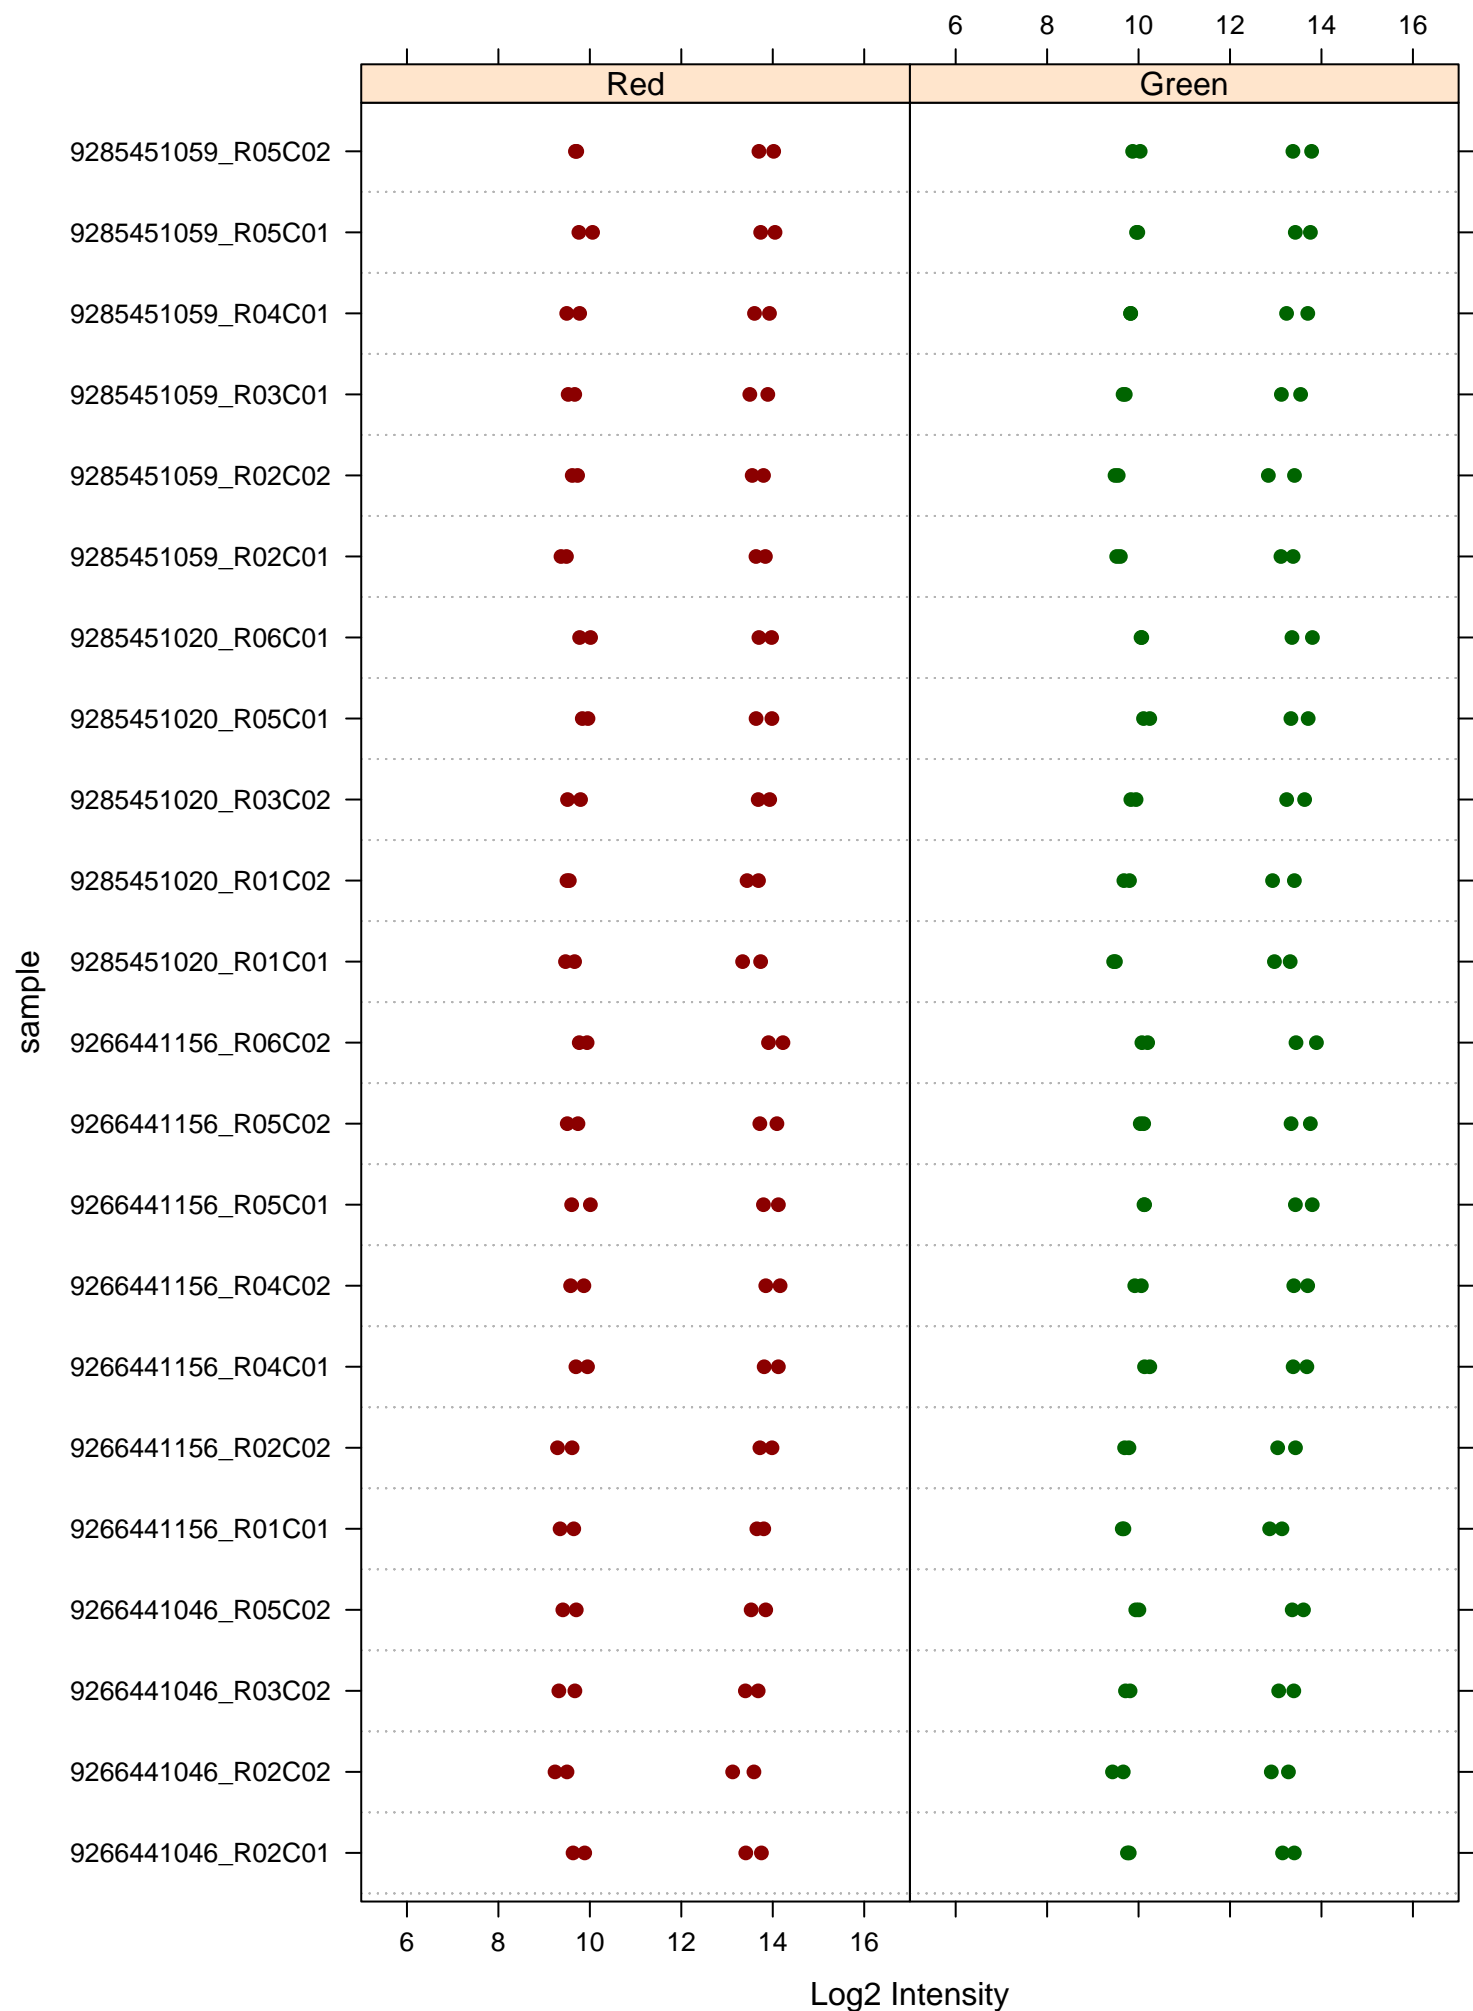 6 8 10 12 14 16
Red Green
9285451059_R05C02
9285451059_R05C01
9285451059_R04C01
9285451059_R03C01
9285451059_R02C02
9285451059_R02C01
9285451020_R06C01
9285451020_R05C01
9285451020_R03C02
9285451020_R01C02
9285451020_R01C01
sample
9266441156_R06C02
9266441156_R05C02
9266441156_R05C01
9266441156_R04C02
9266441156_R04C01
9266441156_R02C02
9266441156_R01C01
9266441046_R05C02
9266441046_R03C02
9266441046_R02C02
9266441046_R02C01
6 8 10 12 14 16
Log2 Intensity